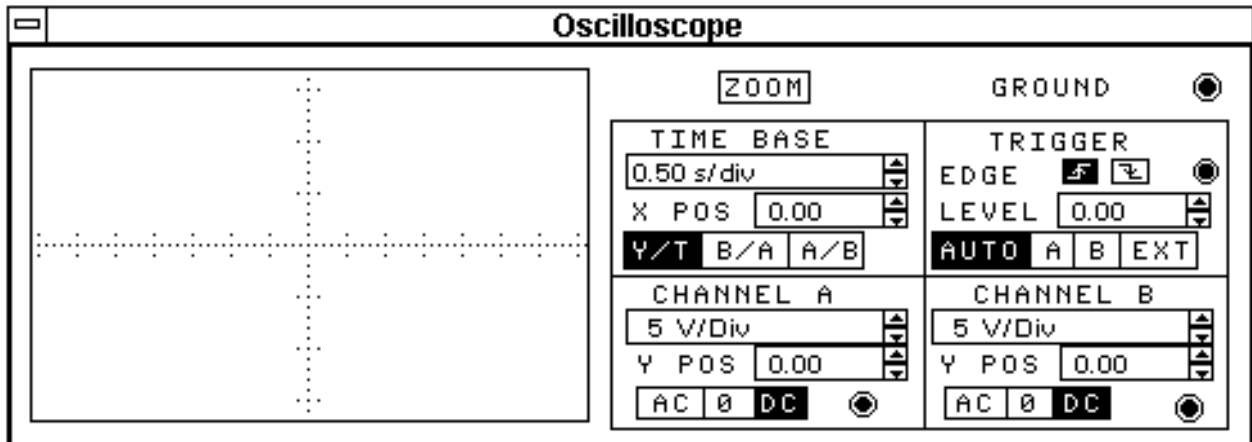 Oscilloscope
ZOOM GROUND
TIME BASE
0.50 s/div
X POS 0.00
Y/T B/A A/B
TRIGGER
EDGE
LEVEL 0.00
AUTO A B EXT
CHANNEL A
5 V/Div
Y POS 0.00
AC 0 DC
CHANNEL B
5 V/Div
Y POS 0.00
AC 0 DC